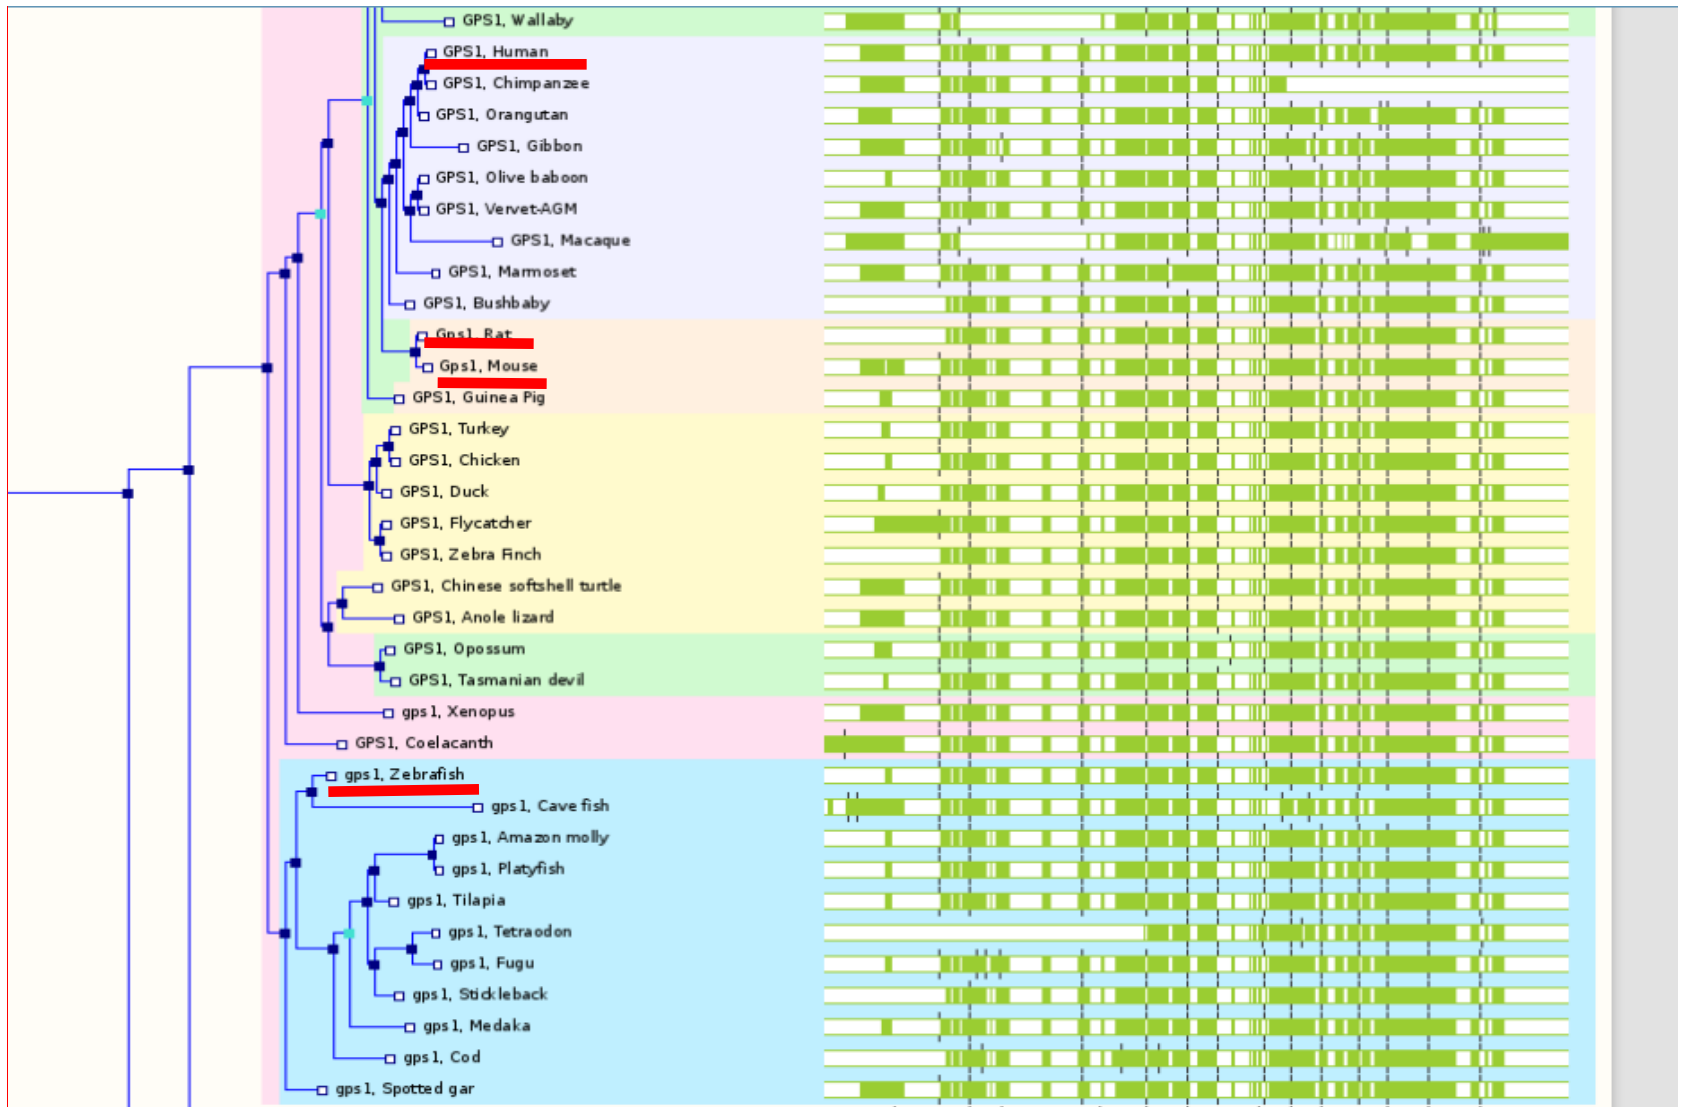 GPS1, Wallaby
GPS1, Human
GPS1, Chimpanzee
GPS1, Orangutan
GPS1, Gibbon
GPS1, Olive baboon
GPS1, Vervet-AGM
GPS1, Macaque
GPS1, Marmoset
GPS1, Bushbaby
Gps1, Rat
Gps1, Mouse
GPS1, Guinea Pig
GPS1, Turkey
GPS1, Chicken
GPS1, Duck
GPS1, Flycatcher
GPS1, Zebra Finch
GPS1, Chinese softshell turtle
GPS1, Anole lizard
GPS1, Opossum
GPS1, Tasmanian devil
gps1, Xenopus
GPS1, Coelacanth
gps1, Zebrafish
gps1, Cave fish
gps1, Amazon molly
gps1, Platyfish
gps1, Tilapia
gps1, Tetraodon
gps1, Fugu
gps1, Stickleback
gps1, Medaka
gps1, Cod
gps1, Spotted gar